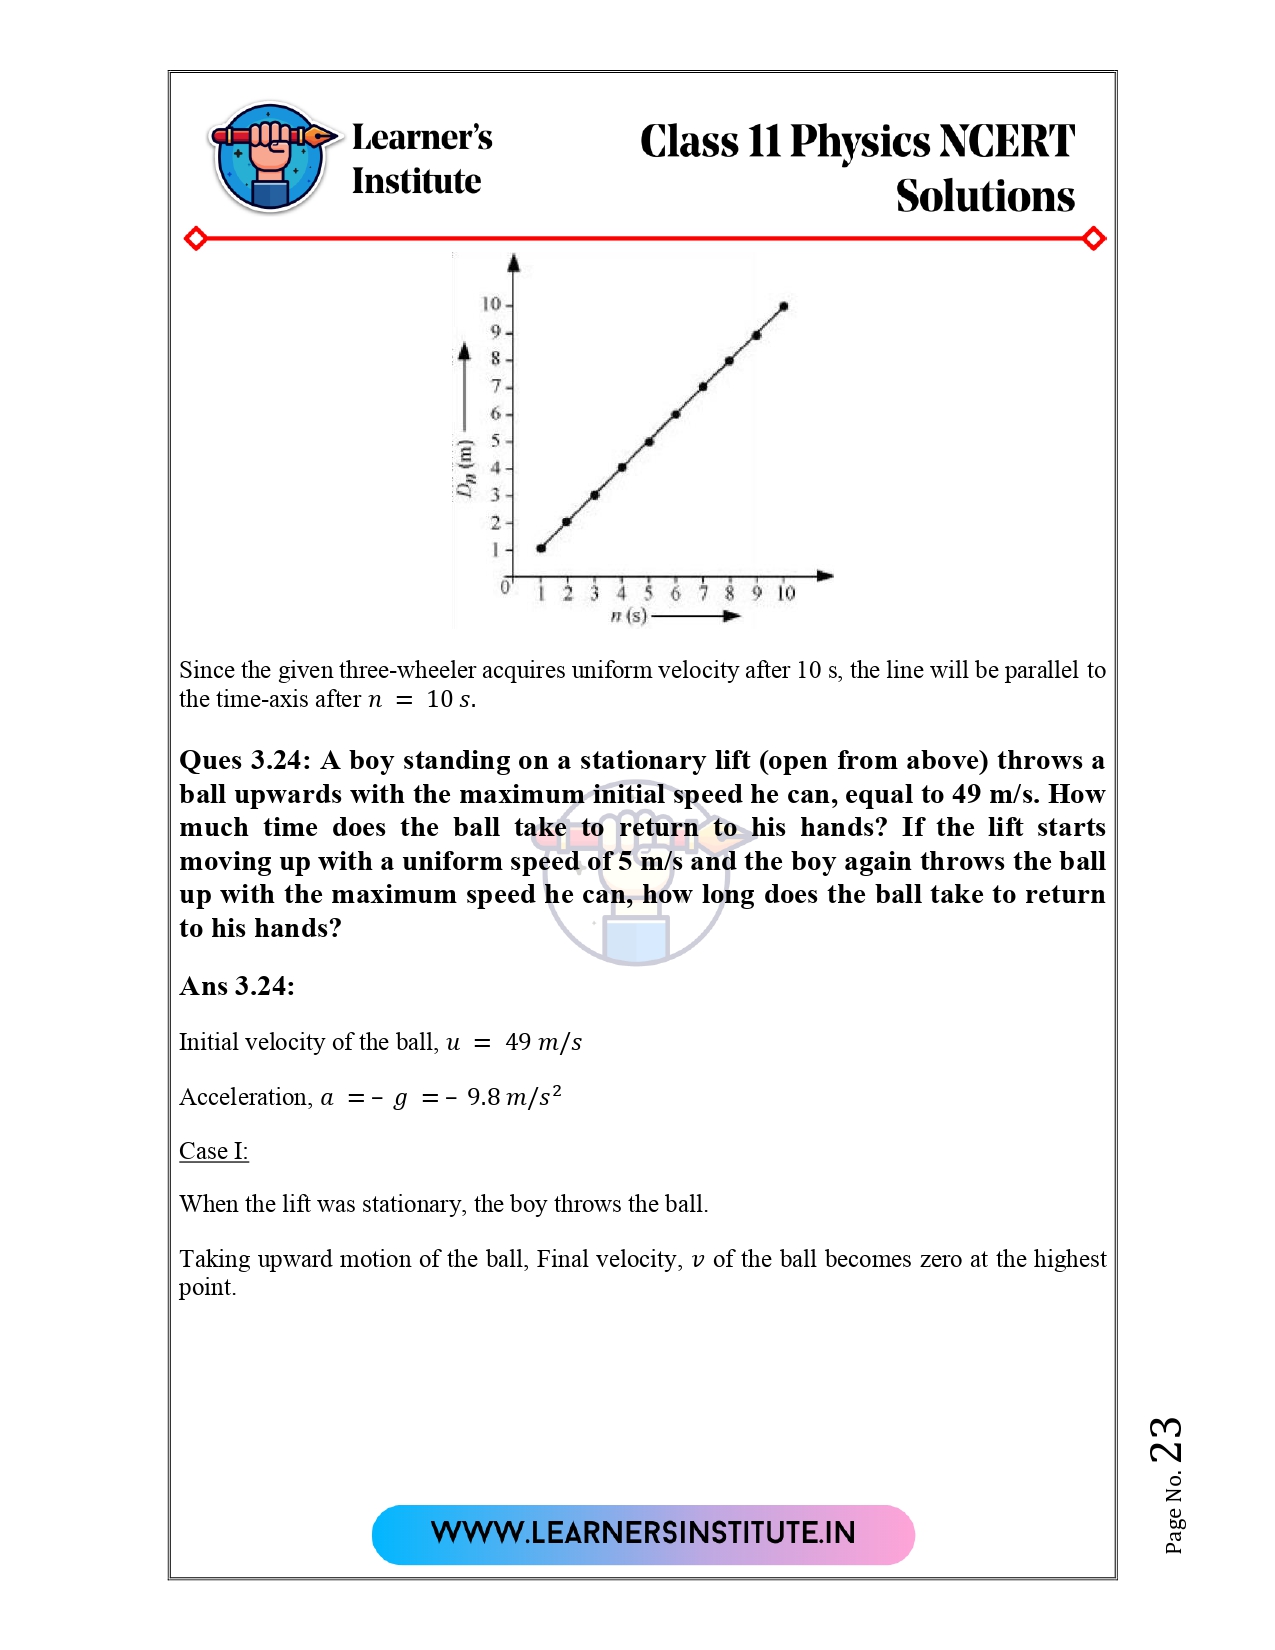 Learner's
Institute
Class 11 Physics NCERT
Solutions
10
9
8
7
6
5
4
3
2
1
Dn (m)
0 1 2 3 4 5 6 7 8 9 10
n (s)
Since the given three-wheeler acquires uniform velocity after 10 s, the line will be parallel to
the time-axis after n = 10 s.
Ques 3.24: A boy standing on a stationary lift (open from above) throws a
ball upwards with the maximum initial speed he can, equal to 49 m/s. How
much time does the ball take to return to his hands? If the lift starts
moving up with a uniform speed of 5 m/s and the boy again throws the ball
up with the maximum speed he can, how long does the ball take to return
to his hands?
Ans 3.24:
Initial velocity of the ball, u = 49 m/s
Acceleration, a = – g = – 9.8 m/s²
Case I:
When the lift was stationary, the boy throws the ball.
Taking upward motion of the ball, Final velocity, v of the ball becomes zero at the highest
point.
Page No. 23
WWW.LEARNERSINSTITUTE.IN